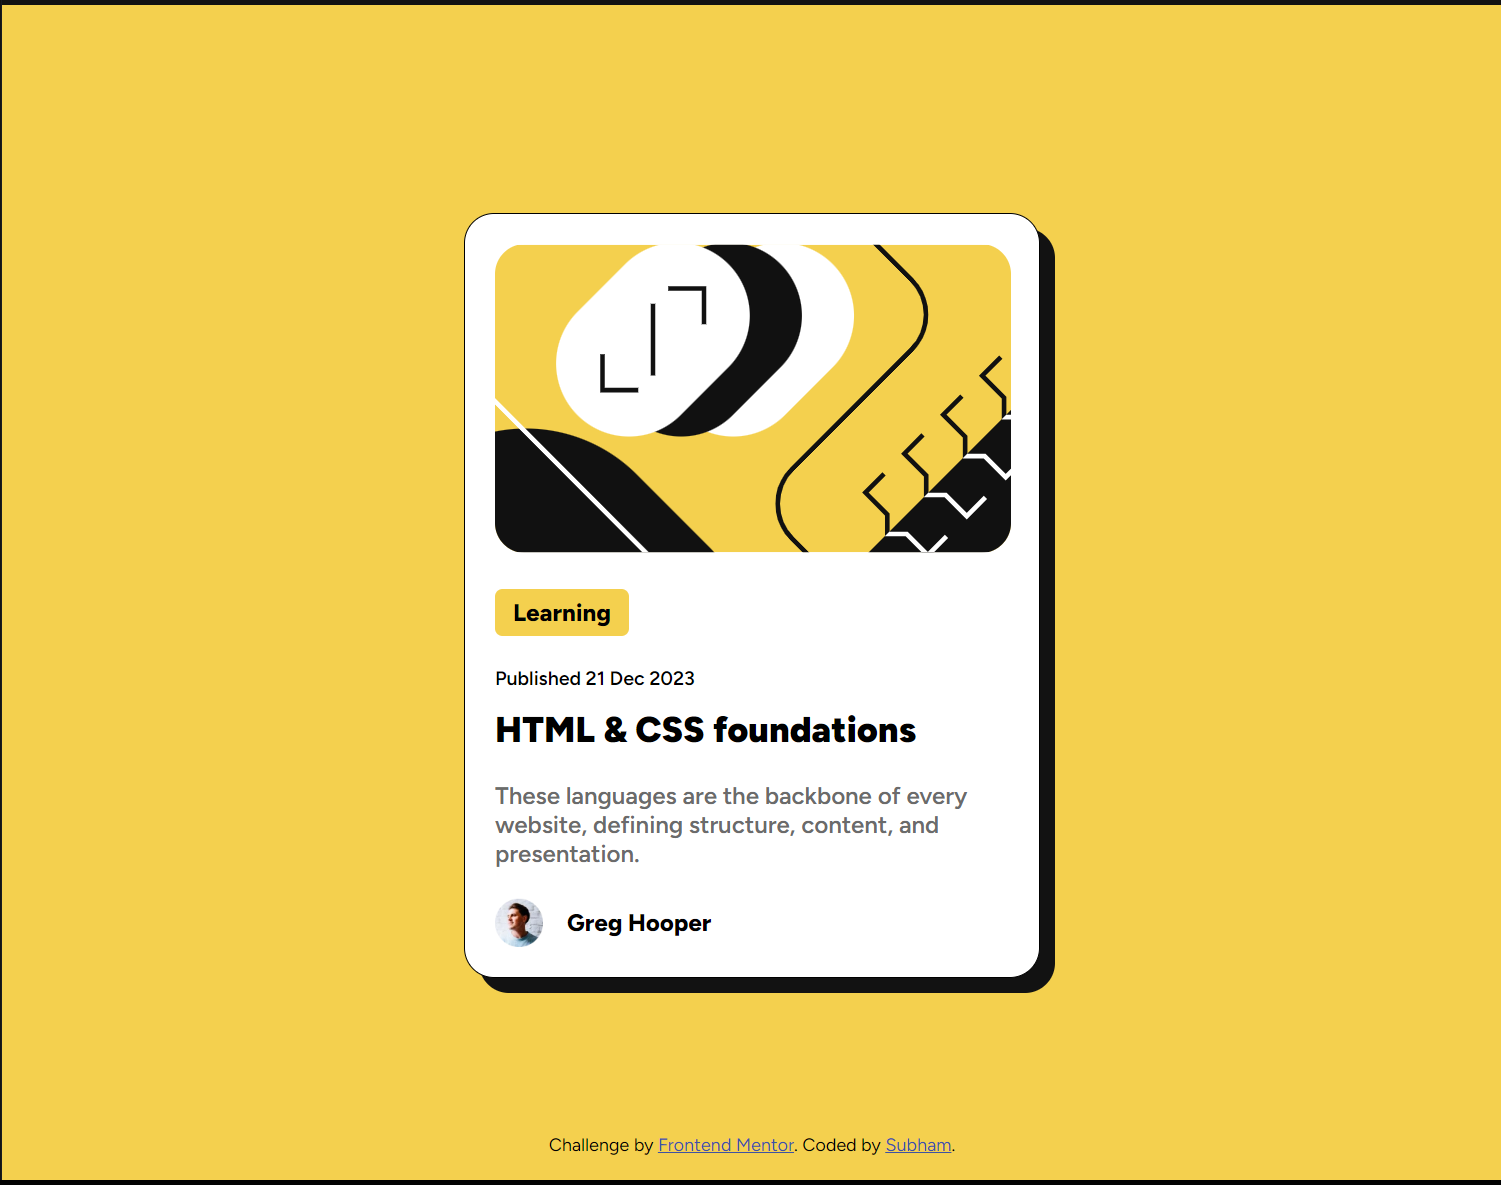 Learning
Published 21 Dec 2023
HTML & CSS foundations
These languages are the backbone of every
website, defining structure, content, and
presentation.
Greg Hooper
Challenge by Frontend Mentor. Coded by Subham.